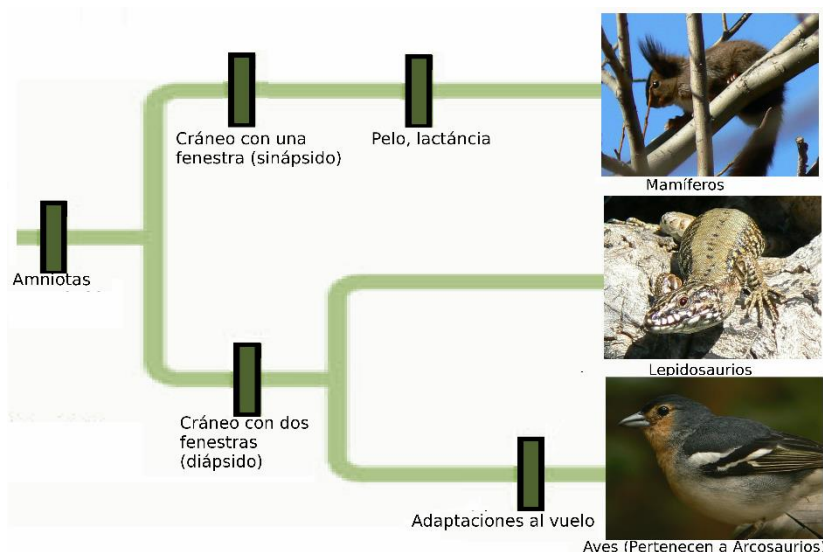 Cráneo con una
fenestra (sinápsido)
Pelo, lactáncia
Mamíferos
Amniotas
Lepidosaurios
Cráneo con dos
fenestras
(diápsido)
Adaptaciones al vuelo
Aves (Pertenecen a Arcosaurios)